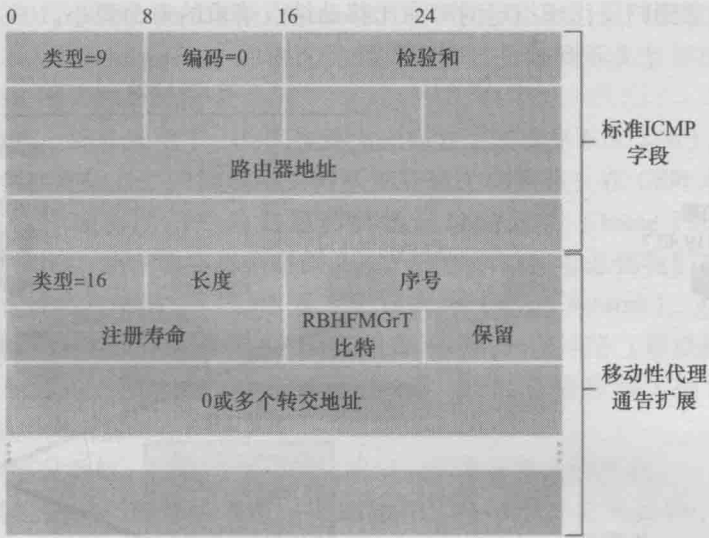 0 8 16 24
类型=9 编码=0 检验和
标准ICMP
字段
路由器地址
类型=16 长度 序号
注册寿命 RBHFMGrT
比特 保留
移动性代理
通告扩展
0或多个转交地址